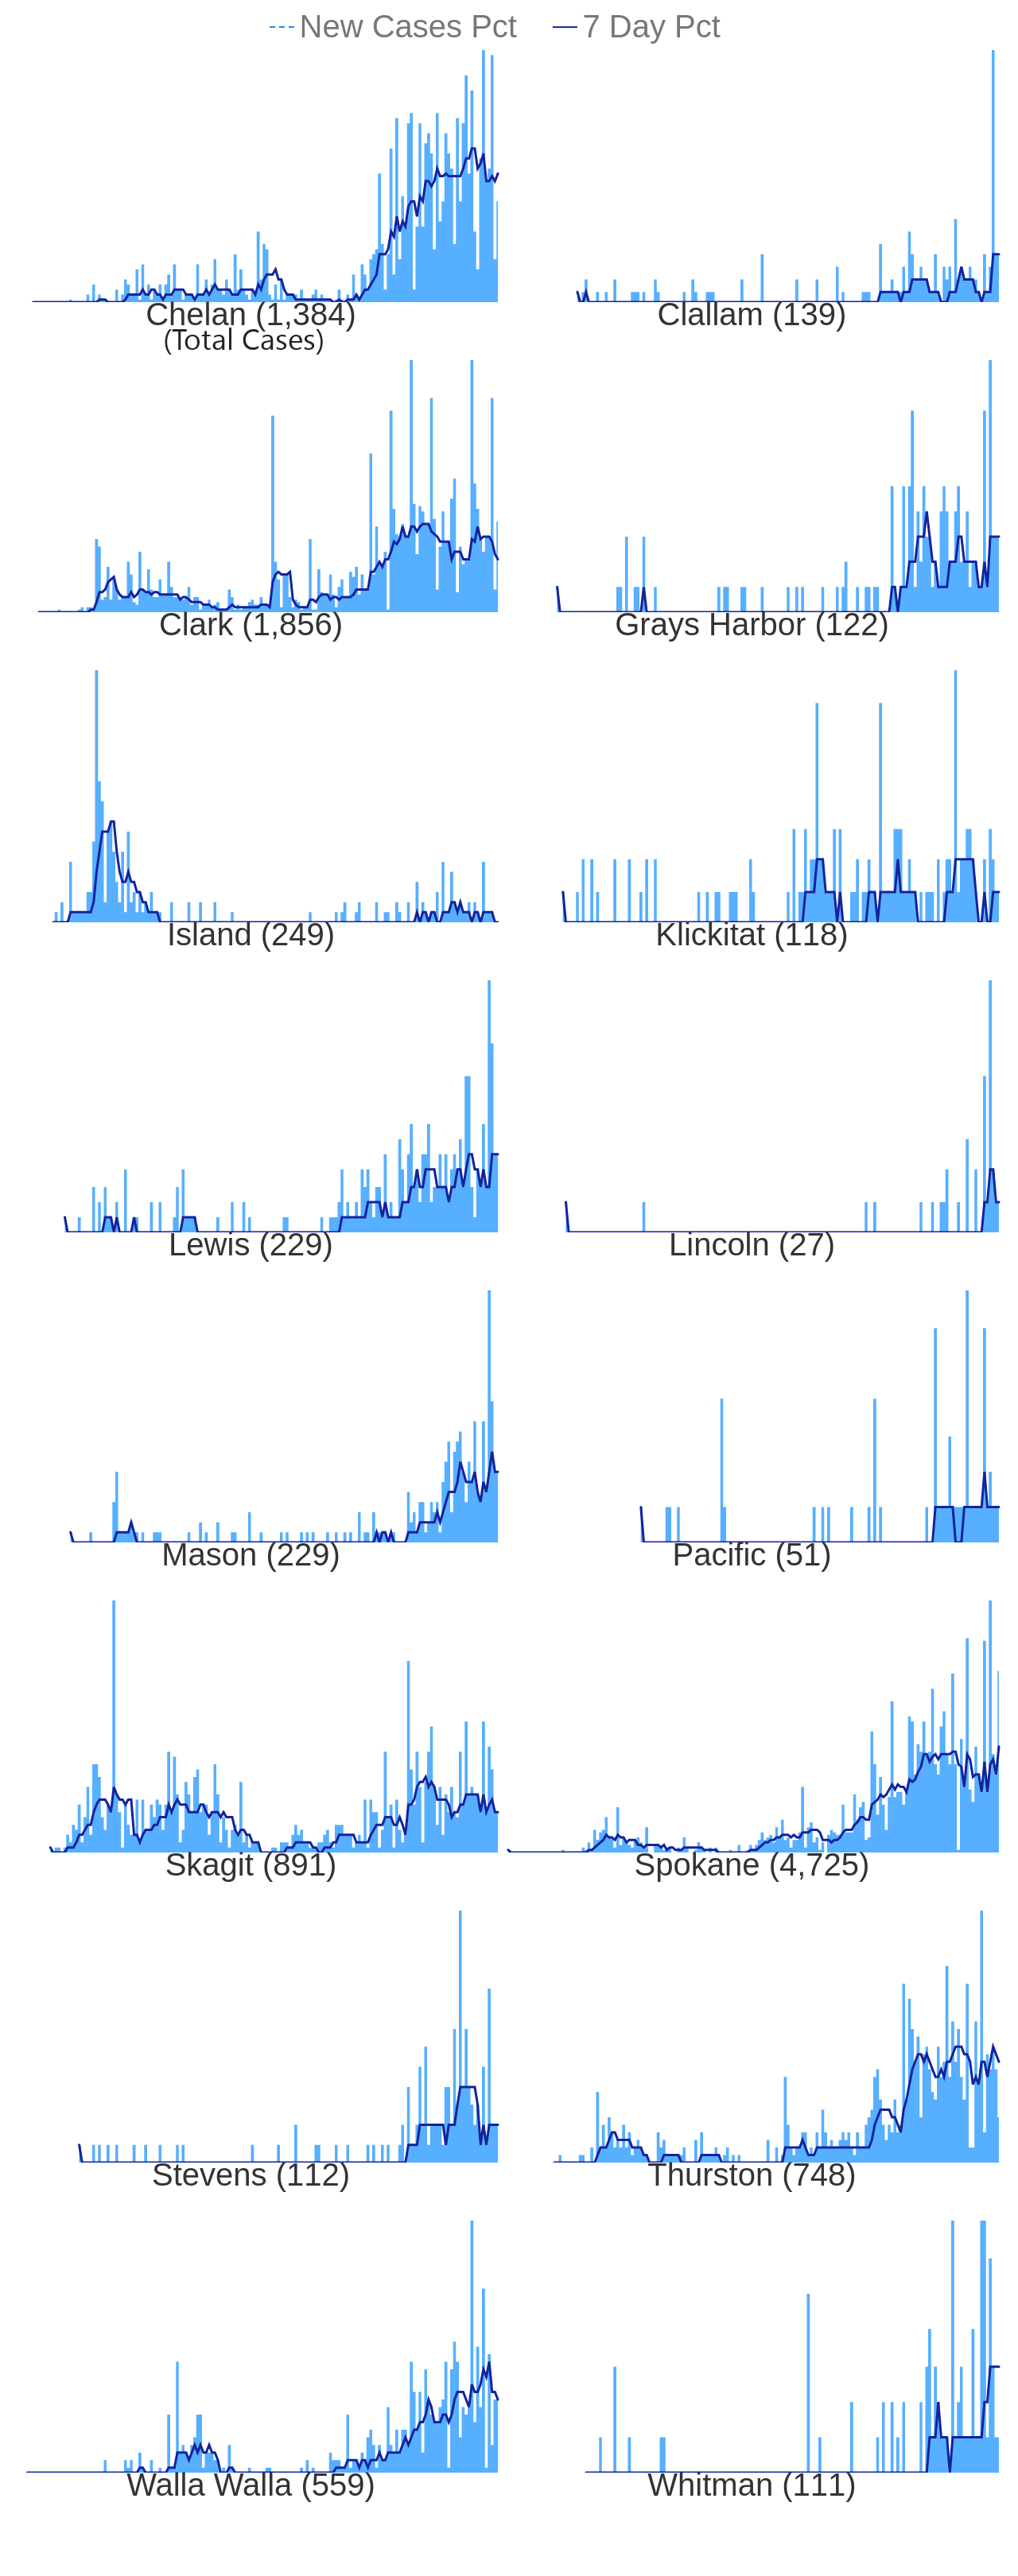 New Cases Pct 7 Day Pct
Chelan (1,384) Clallam (139)
(Total Cases)
Clark (1,856) Grays Harbor (122)
Island (249) Klickitat (118)
Lewis (229) Lincoln (27)
Mason (229) Pacific (51)
Skagit (891) Spokane (4,725)
Stevens (112) Thurston (748)
Walla Walla (559) Whitman (111)